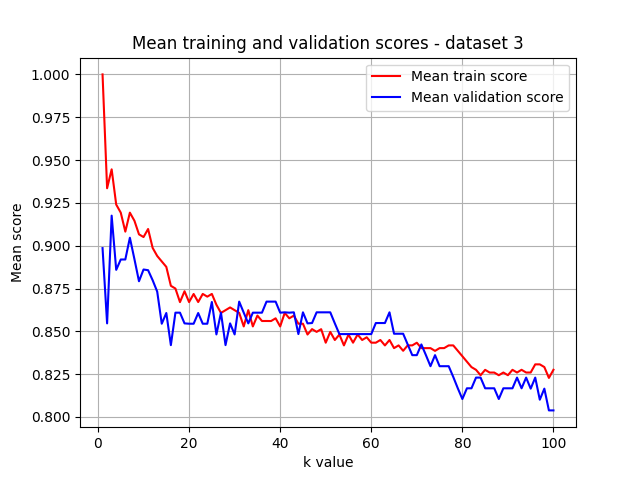 Mean training and validation scores - dataset 3
Mean train score
Mean validation score
1.000
0.975
0.950
0.925
0.900
0.875
0.850
0.825
0.800
Mean score
0 20 40 60 80 100
k value